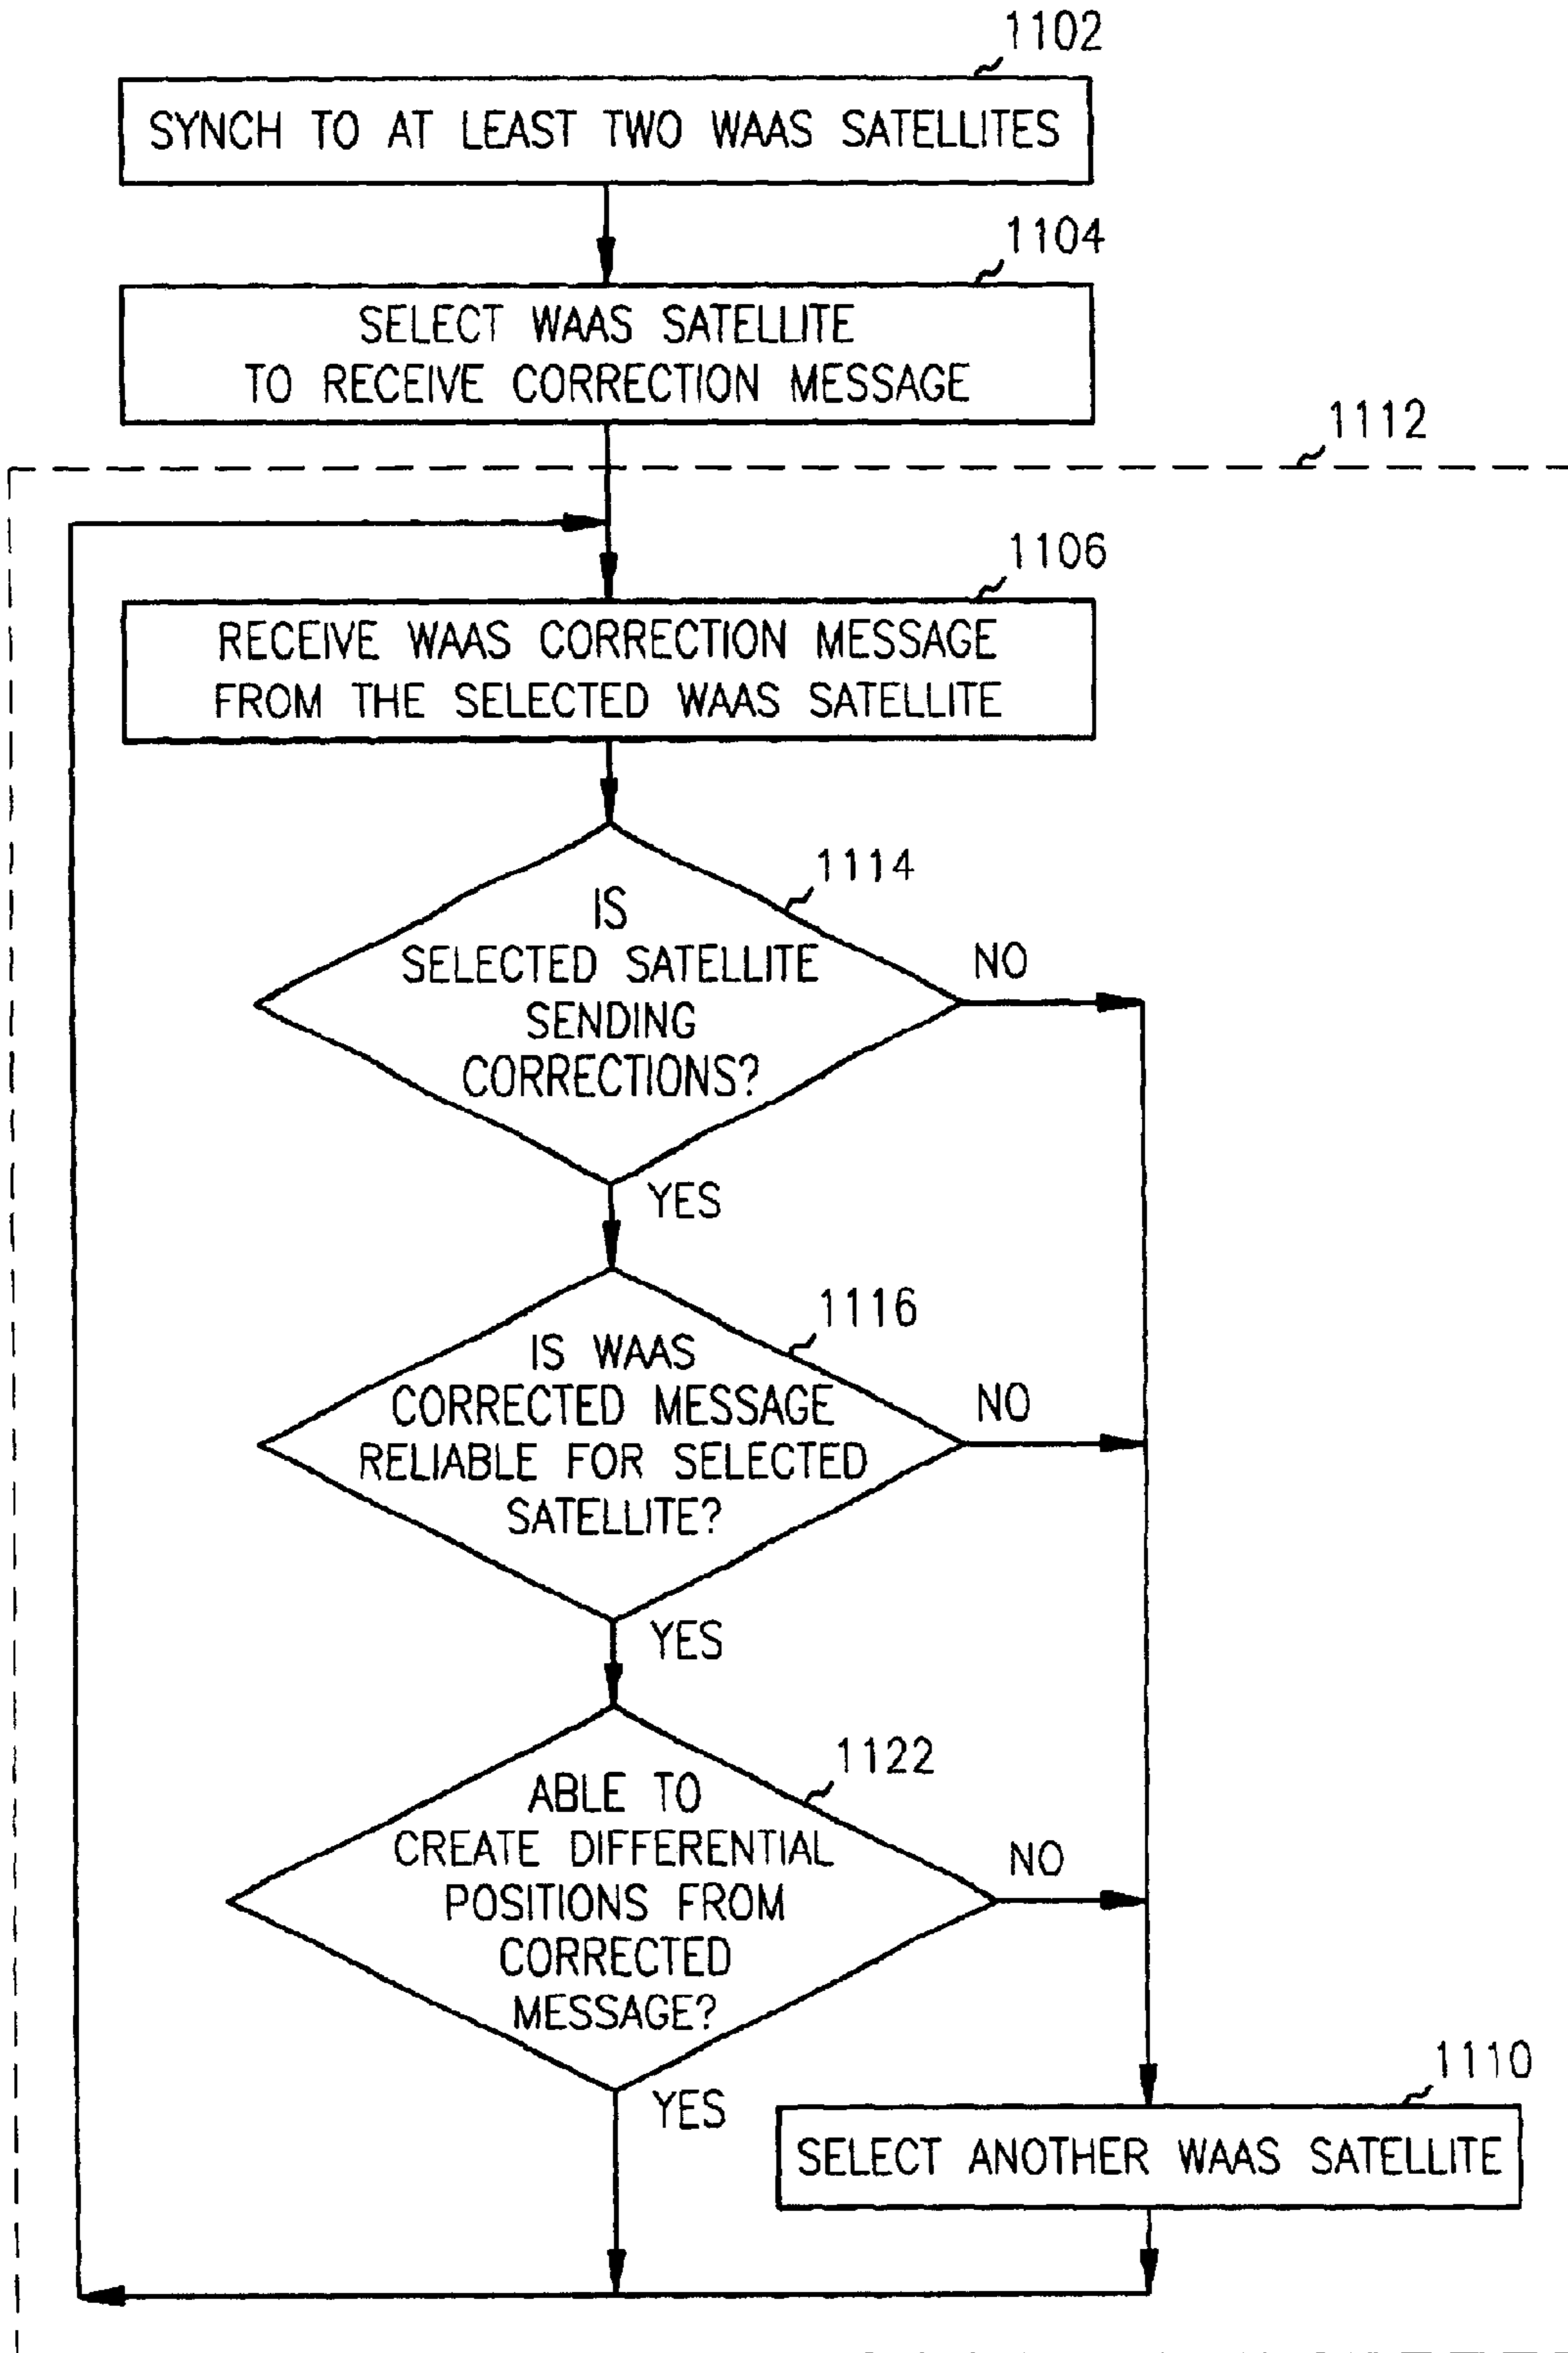 1102
SYNCH TO AT LEAST TWO WAAS SATELLITES
1104
SELECT WAAS SATELLITE
TO RECEIVE CORRECTION MESSAGE
1112
1106
RECEIVE WAAS CORRECTION MESSAGE
FROM THE SELECTED WAAS SATELLITE
1114
IS
SELECTED SATELLITE
SENDING
CORRECTIONS?
NO
YES
1116
IS WAAS
CORRECTED MESSAGE
RELIABLE FOR SELECTED
SATELLITE?
NO
YES
1122
ABLE TO
CREATE DIFFERENTIAL
POSITIONS FROM
CORRECTED
MESSAGE?
NO
YES
1110
SELECT ANOTHER WAAS SATELLITE